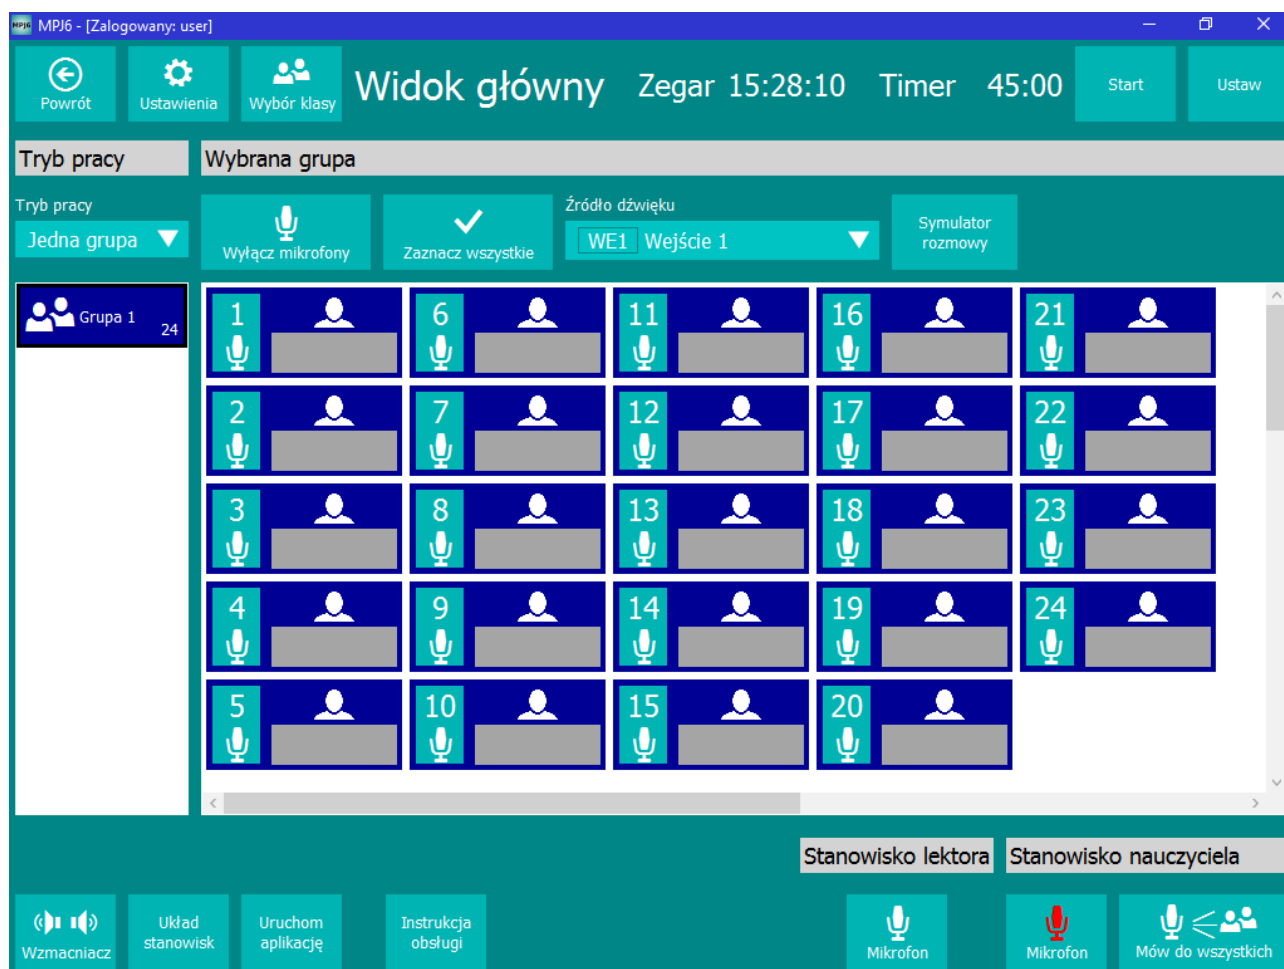 MPJ6 MPJ6 - [Zalogowany: user]
Powrót
Ustawienia
Wybór klasy
Widok główny
Zegar 15:28:10
Timer 45:00
Start
Ustaw
Tryb pracy
Wybrana grupa
Tryb pracy
Jedna grupa
Wyłącz mikrofony
Zaznacz wszystkie
Źródło dźwięku
WE1 Wejście 1
Symulator
rozmowy
Grupa 1
24
1 6 11 16 21
2 7 12 17 22
3 8 13 18 23
4 9 14 19 24
5 10 15 20
Stanowisko lektora
Stanowisko nauczyciela
Wzmacniacz
Układ
stanowisk
Uruchom
aplikację
Instrukcja
obsługi
Mikrofon
Mikrofon
Mów do wszystkich